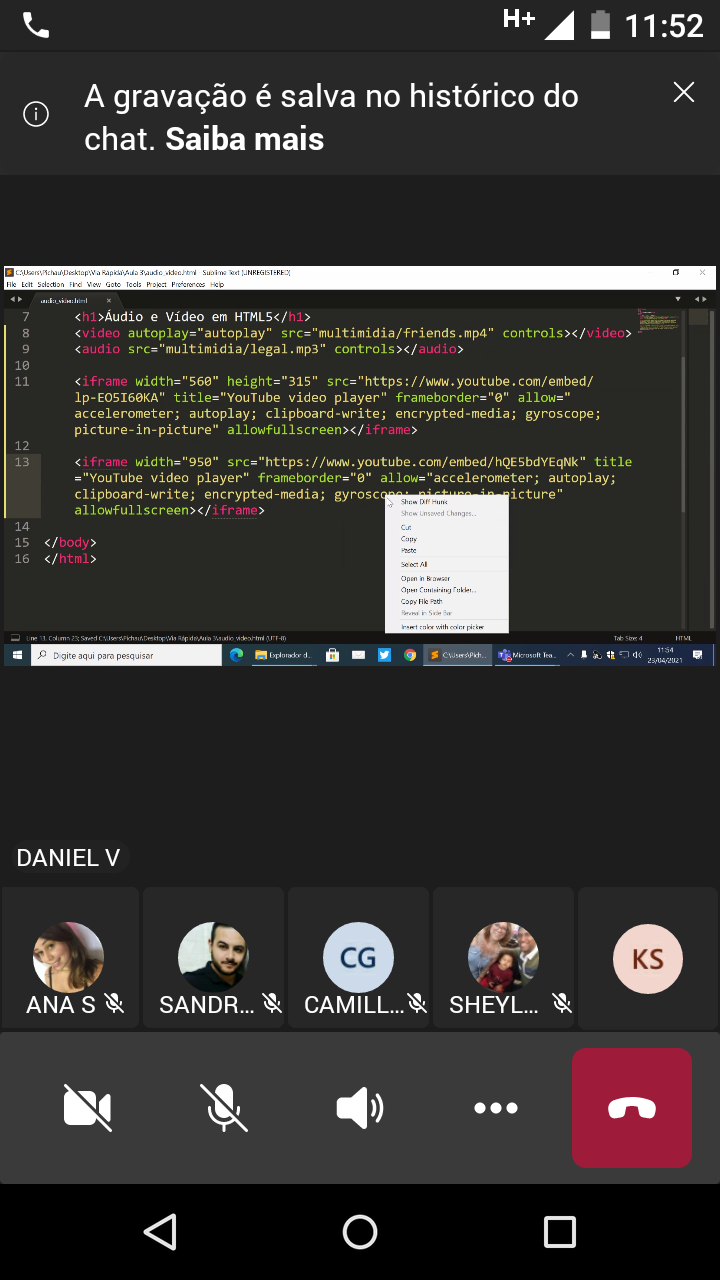 H+ 11:52
A gravação é salva no histórico do
chat. Saiba mais
C:\Users\Pichau\Desktop\Via Rápida\Aula 3\audio_video.html - Sublime Text (UNREGISTERED)
File Edit Selection Find View Goto Tools Project Preferences Help
audio_video.html
7 <h1>Áudio e Vídeo em HTML5</h1>
8 <video autoplay="autoplay" src="multimidia/friends.mp4" controls></video>
9 <audio src="multimidia/legal.mp3" controls></audio>
10
11 <iframe width="560" height="315" src="https://www.youtube.com/embed/
lp-EO5I60KA" title="YouTube video player" frameborder="0" allow="
accelerometer; autoplay; clipboard-write; encrypted-media; gyroscope;
picture-in-picture" allowfullscreen></iframe>
12
13 <iframe width="950" src="https://www.youtube.com/embed/hQE5bdYEqNk" title
="YouTube video player" frameborder="0" allow="accelerometer; autoplay;
clipboard-write; encrypted-media; gyroscope; picture-in-picture"
allowfullscreen></iframe>
14
15 </body>
16 </html>
Show Diff Hunk
Show Unsaved Changes...
Cut
Copy
Paste
Select All
Open in Browser
Open Containing Folder...
Copy File Path
Reveal in Side Bar
Insert color with color picker
Line 13, Column 23; Saved C:\Users\Pichau\Desktop\Via Rápida\Aula 3\audio_video.html (UTF-8) Tab Size: 4 HTML
Digite aqui para pesquisar Explorador d... C:\Users\Pich... Microsoft Tea... 11:54
23/04/2021
DANIEL V
CG KS
ANA S SANDR... CAMILL... SHEYL...